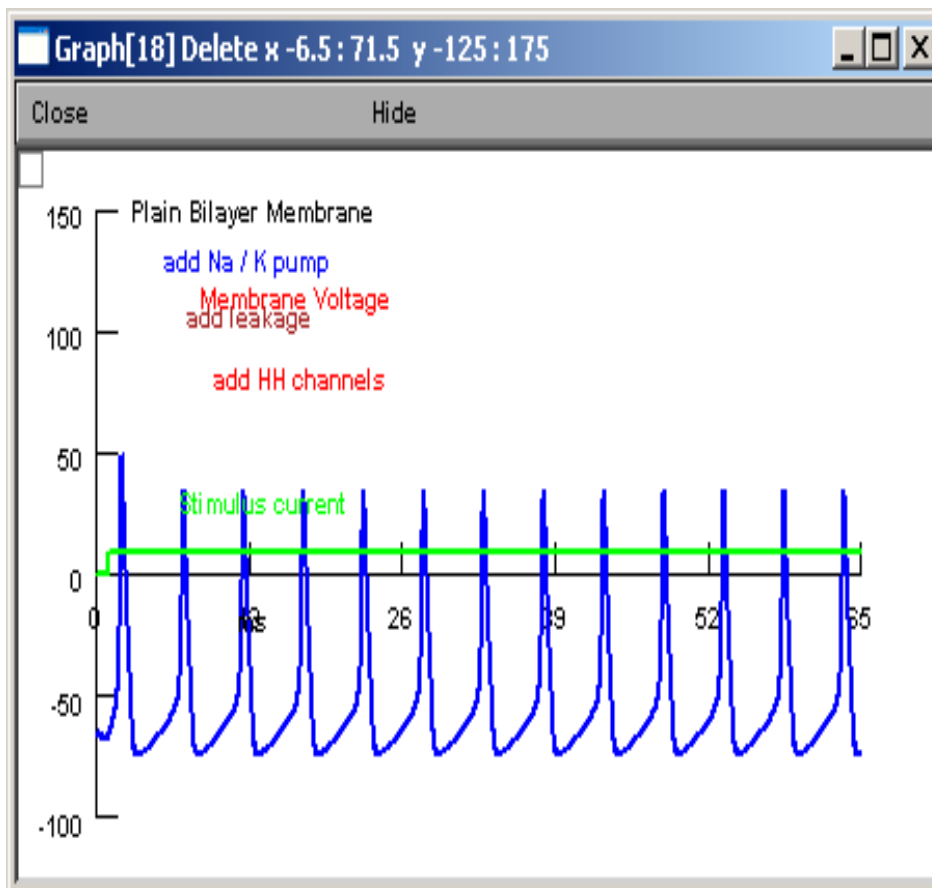 Graph[18] Delete x -6.5 : 71.5 y -125 : 175
Close Hide
150 Plain Bilayer Membrane
add Na / K pump
Membrane Voltage
add leakage
100
add HH channels
50
Stimulus current
0
0 26 39 52 65
-50
-100